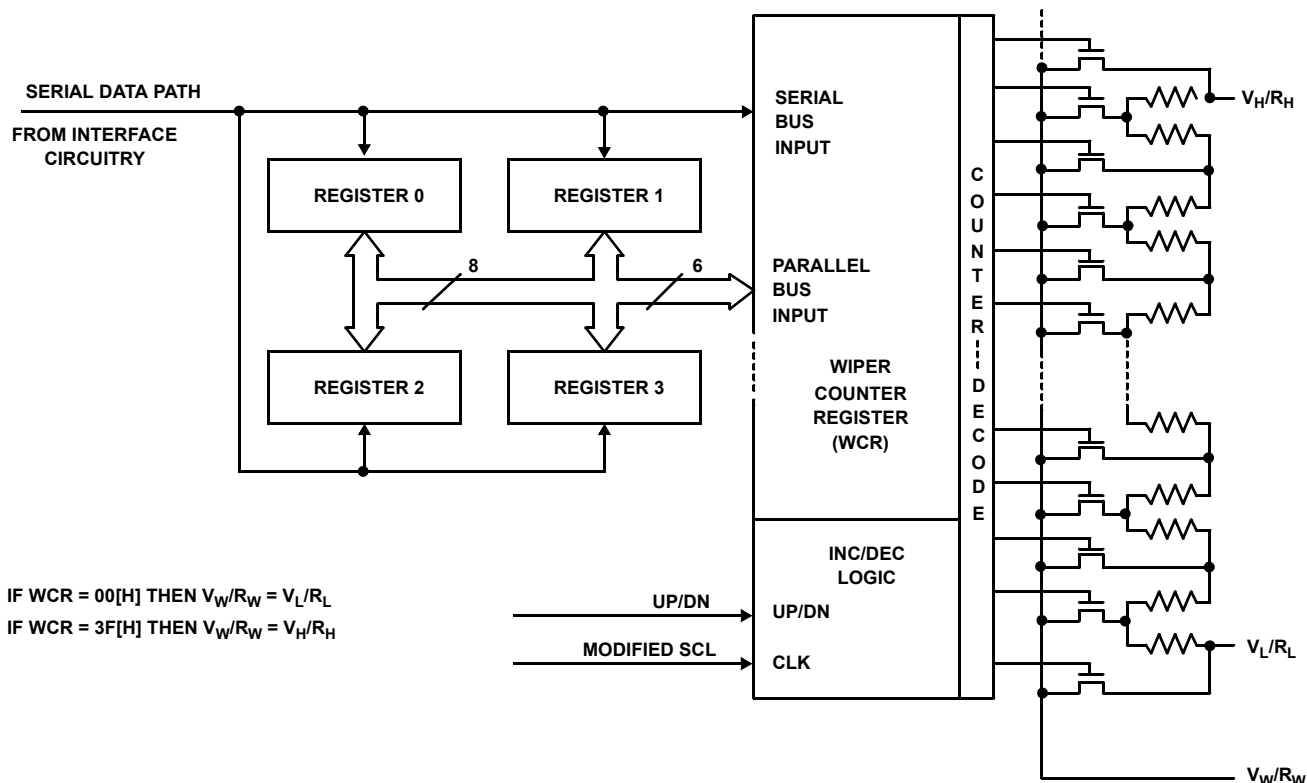 SERIAL DATA PATH
FROM INTERFACE
CIRCUITRY
REGISTER 0
REGISTER 1
8
6
REGISTER 2
REGISTER 3
SERIAL
BUS
INPUT
PARALLEL
BUS
INPUT
WIPER
COUNTER
REGISTER
(WCR)
INC/DEC
LOGIC
UP/DN
UP/DN
MODIFIED SCL
CLK
COUNTER
DECODE
VH/RH
VL/RL
VW/RW
IF WCR = 00[H] THEN VW/RW = VL/RL
IF WCR = 3F[H] THEN VW/RW = VH/RH